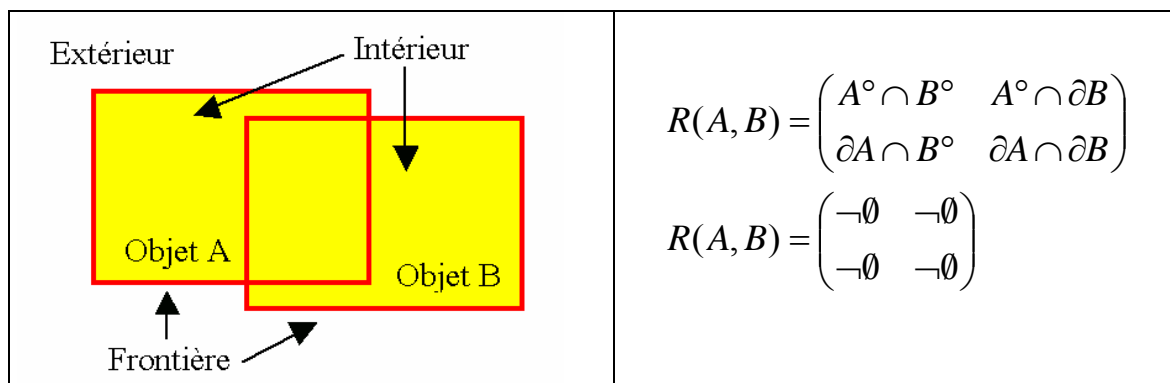 Extérieur
Intérieur
Objet A
Objet B
Frontière
R(A, B) = (A° ∩ B° A° ∩ ∂B
∂A ∩ B° ∂A ∩ ∂B)
R(A, B) = (¬∅ ¬∅
¬∅ ¬∅)